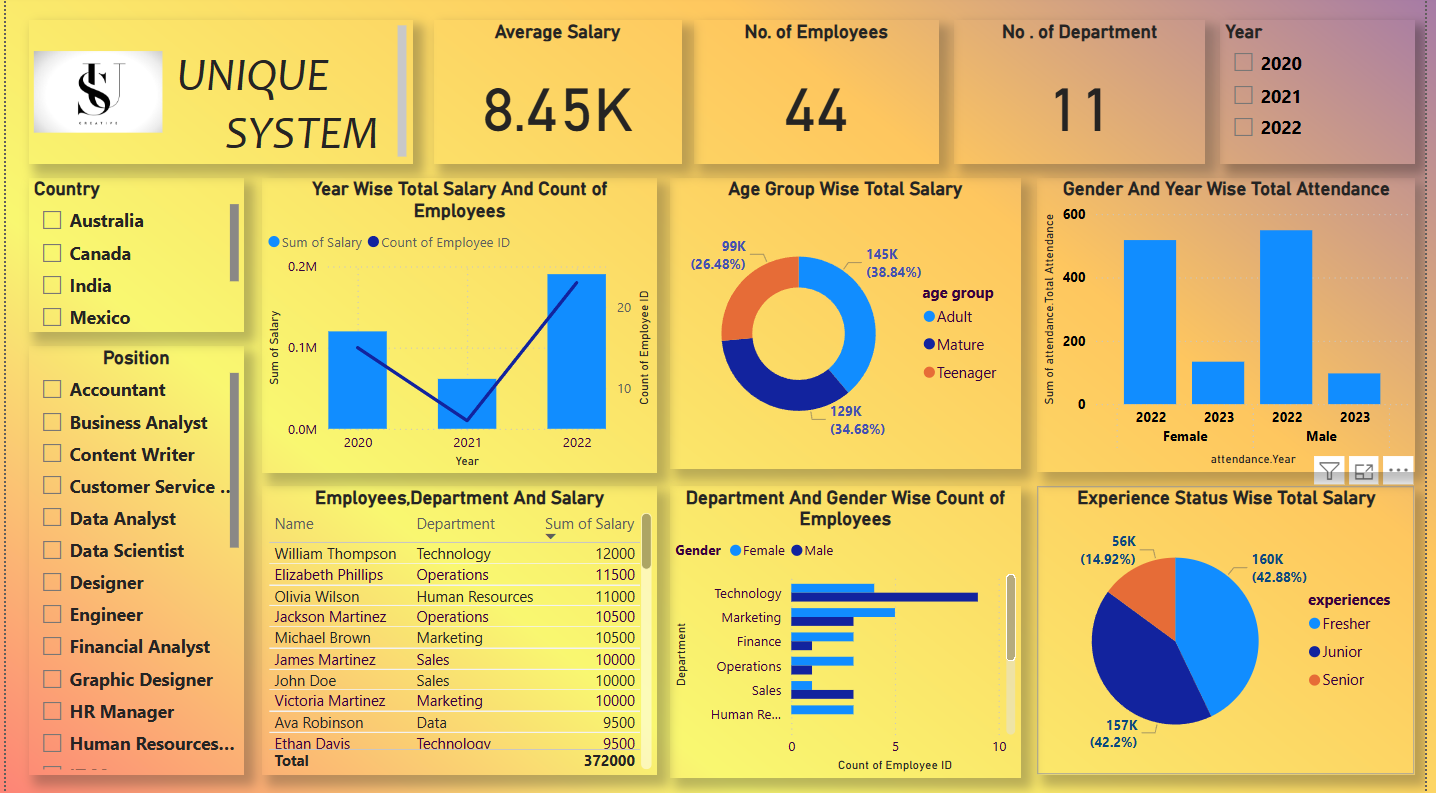 UNIQUE
SYSTEM
Average Salary
8.45K
No. of Employees
44
No . of Department
11
Year
2020
2021
2022
Country
Australia
Canada
India
Mexico
Position
Accountant
Business Analyst
Content Writer
Customer Service ..
Data Analyst
Data Scientist
Designer
Engineer
Financial Analyst
Graphic Designer
HR Manager
Human Resources...
Year Wise Total Salary And Count of
Employees
Sum of Salary Count of Employee ID
Sum of Salary
0.2M
0.1M
0.0M
20
10
Count of Employee ID
2020 2021 2022
Year
Age Group Wise Total Salary
99K
(26.48%)
145K
(38.84%)
129K
(34.68%)
age group
Adult
Mature
Teenager
Gender And Year Wise Total Attendance
Sum of attendance.Total Attendance
600
400
200
0
2022 2023 2022 2023
Female Male
attendance.Year
Employees,Department And Salary
Name Department Sum of Salary
William Thompson Technology 12000
Elizabeth Phillips Operations 11500
Olivia Wilson Human Resources 11000
Jackson Martinez Operations 10500
Michael Brown Marketing 10500
James Martinez Sales 10000
John Doe Sales 10000
Victoria Martinez Marketing 10000
Ava Robinson Data 9500
Ethan Davis Technology 9500
Total 372000
Department And Gender Wise Count of
Employees
Gender Female Male
Department
Technology
Marketing
Finance
Operations
Sales
Human Re...
0 5 10
Count of Employee ID
Experience Status Wise Total Salary
56K
(14.92%)
160K
(42.88%)
157K
(42.2%)
experiences
Fresher
Junior
Senior